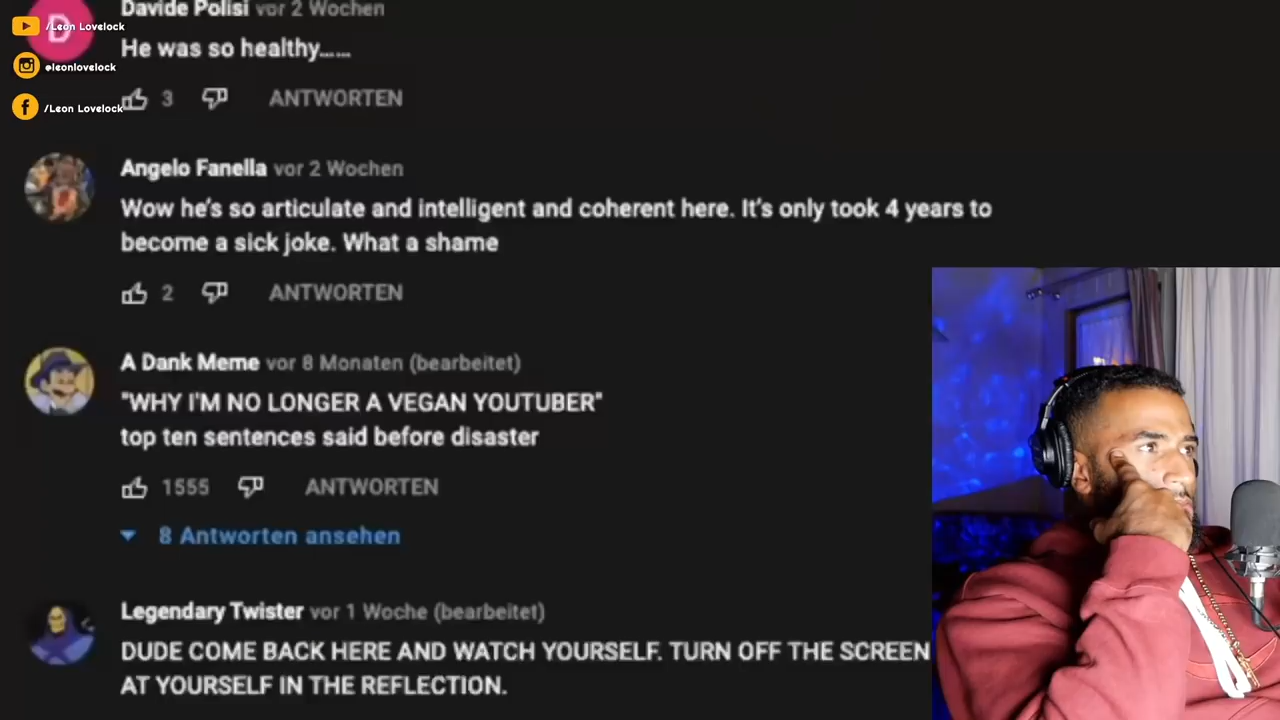 Davide Polisi vor 2 Wochen
/Leon Lovelock
D
He was so healthy......
@leonlovelock
/Leon Lovelock
3 ANTWORTEN
Angelo Fanella vor 2 Wochen
Wow he's so articulate and intelligent and coherent here. It's only took 4 years to
become a sick joke. What a shame
2 ANTWORTEN
A Dank Meme vor 8 Monaten (bearbeitet)
"WHY I'M NO LONGER A VEGAN YOUTUBER"
top ten sentences said before disaster
1555 ANTWORTEN
8 Antworten ansehen
Legendary Twister vor 1 Woche (bearbeitet)
DUDE COME BACK HERE AND WATCH YOURSELF. TURN OFF THE SCREEN
AT YOURSELF IN THE REFLECTION.